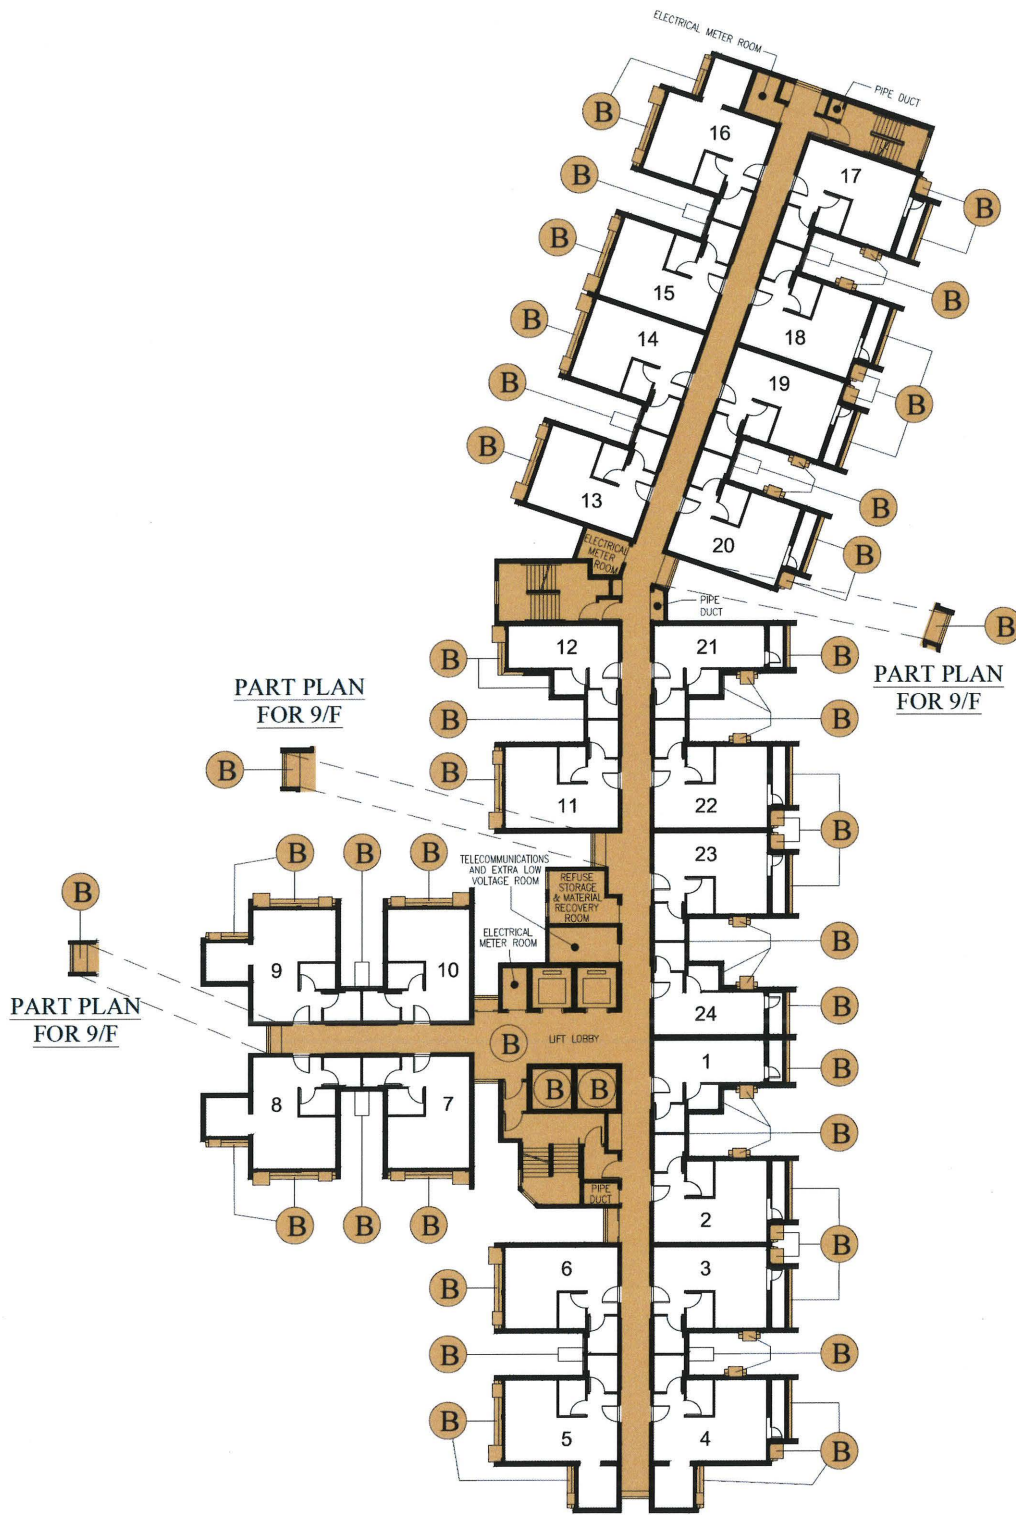 ELECTRICAL METER ROOM
PIPE DUCT
B
16
B
17
B
B
B
15
B
18
14
B
19
B
B
B
13
B
20
B
ELECTRICAL
METER
ROOM
PIPE
DUCT
B
12
21
B
B
PART PLAN
FOR 9/F
PART PLAN
FOR 9/F
B
B
B
B
11
22
B
23
TELECOMMUNICATIONS
AND EXTRA LOW
VOLTAGE ROOM
REFUSE
STORAGE
& MATERIAL
RECOVERY
ROOM
B
B
B
B
ELECTRICAL
METER ROOM
B
9
10
PART PLAN
FOR 9/F
24
B
B
LIFT LOBBY
1
B
B
8
7
B
PIPE
DUCT
B
B
B
2
B
6
3
B
B
B
B
5
4
B